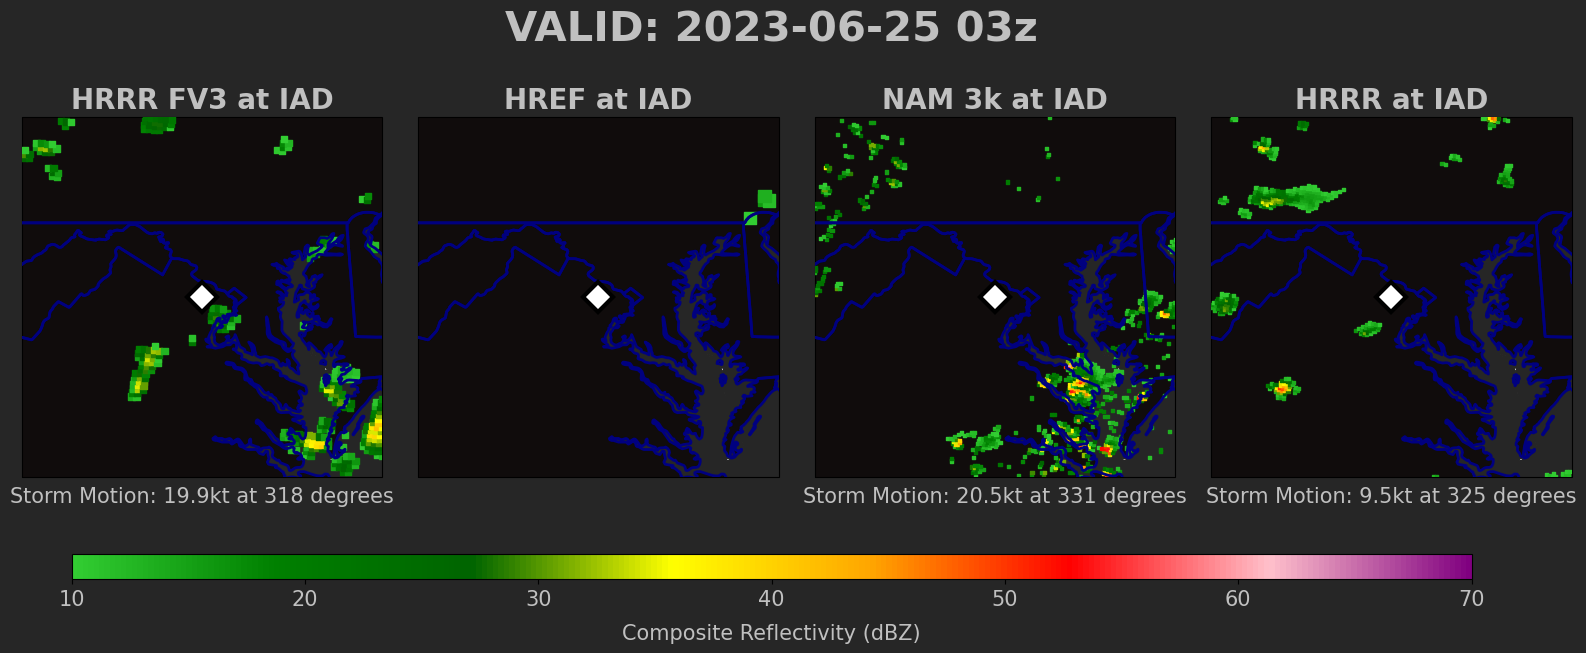 VALID: 2023-06-25 03z
HRRR FV3 at IAD
HREF at IAD
NAM 3k at IAD
HRRR at IAD
Storm Motion: 19.9kt at 318 degrees
Storm Motion: 20.5kt at 331 degrees
Storm Motion: 9.5kt at 325 degrees
10 20 30 40 50 60 70
Composite Reflectivity (dBZ)